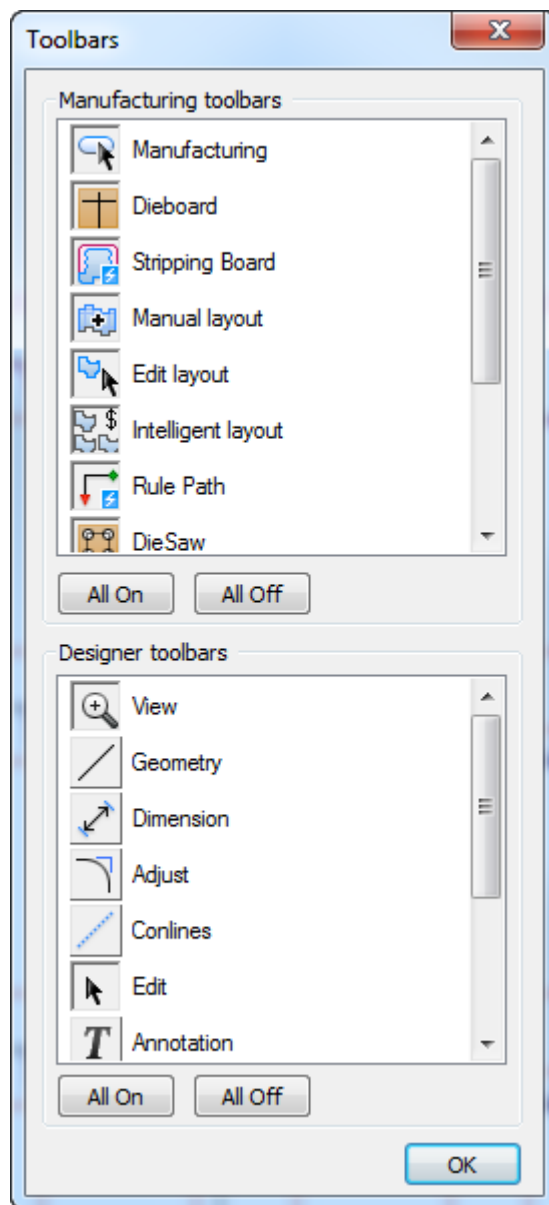 Toolbars
Manufacturing toolbars
Manufacturing
Dieboard
Stripping Board
Manual layout
Edit layout
$
Intelligent layout
Rule Path
DieSaw
All On
All Off
Designer toolbars
View
Geometry
Dimension
Adjust
Conlines
Edit
T
Annotation
All On
All Off
OK